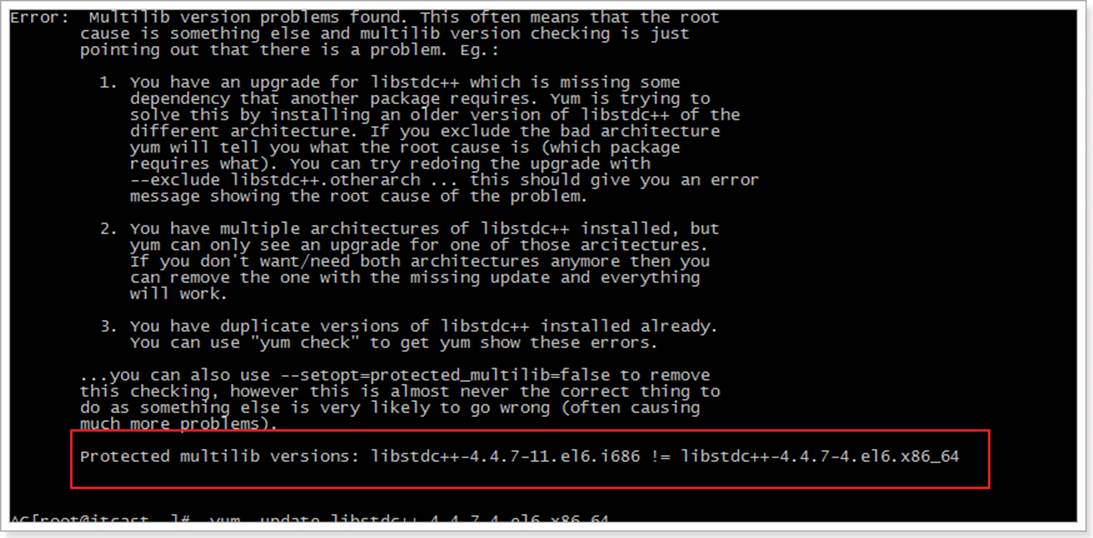 Error:  Multilib version problems found. This often means that the root
cause is something else and multilib version checking is just
pointing out that there is a problem. Eg.:
1. You have an upgrade for libstdc++ which is missing some
dependency that another package requires. Yum is trying to
solve this by installing an older version of libstdc++ of the
different architecture. If you exclude the bad architecture
yum will tell you what the root cause is (which package
requires what). You can try redoing the upgrade with
--exclude libstdc++.otherarch ... this should give you an error
message showing the root cause of the problem.
2. You have multiple architectures of libstdc++ installed, but
yum can only see an upgrade for one of those arcitectures.
If you don't want/need both architectures anymore then you
can remove the one with the missing update and everything
will work.
3. You have duplicate versions of libstdc++ installed already.
You can use "yum check" to get yum show these errors.
...you can also use --setopt=protected_multilib=false to remove
this checking, however this is almost never the correct thing to
do as something else is very likely to go wrong (often causing
much more problems).
Protected multilib versions: libstdc++-4.4.7-11.el6.i686 != libstdc++-4.4.7-4.el6.x86_64
^C[root@itcast ~]# yum update libstdc++-4.4.7-4.el6.x86_64